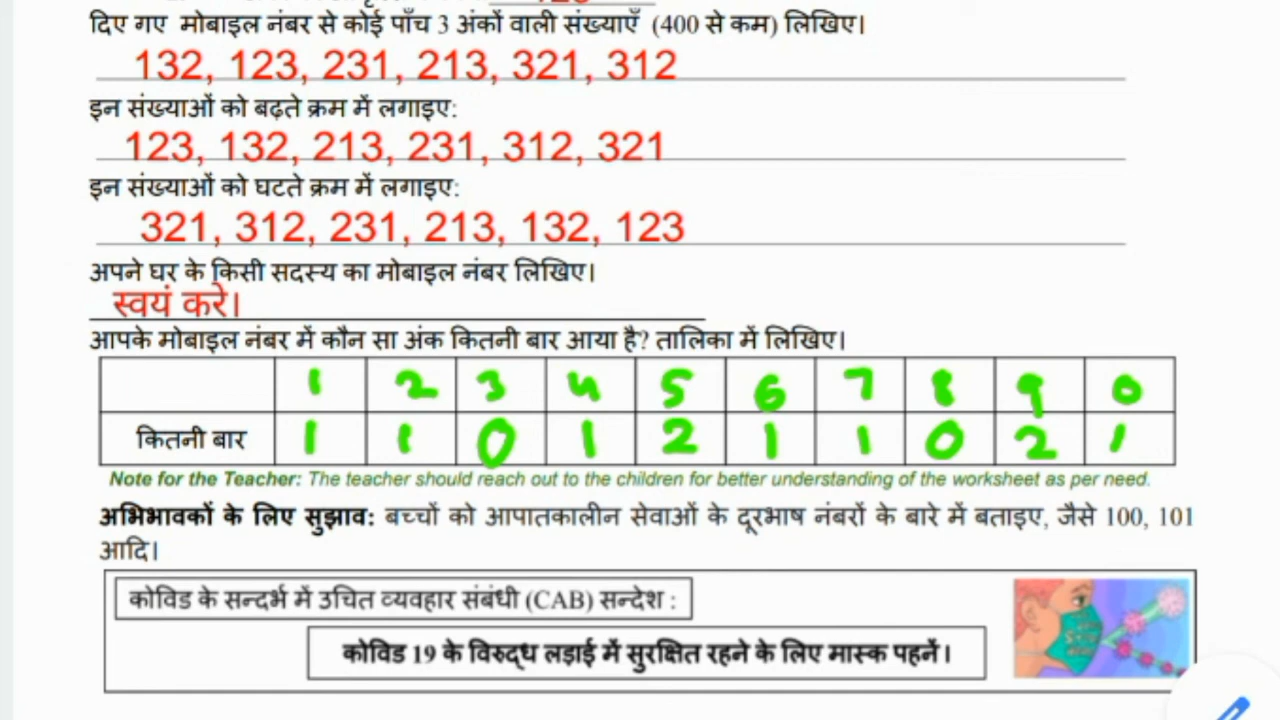 दिए गए मोबाइल नंबर से कोई पाँच 3 अंकों वाली संख्याएँ (400 से कम) लिखिए।
132, 123, 231, 213, 321, 312
इन संख्याओं को बढ़ते क्रम में लगाइए:
123, 132, 213, 231, 312, 321
इन संख्याओं को घटते क्रम में लगाइए:
321, 312, 231, 213, 132, 123
अपने घर के किसी सदस्य का मोबाइल नंबर लिखिए।
स्वयं करे।
आपके मोबाइल नंबर में कौन सा अंक कितनी बार आया है? तालिका में लिखिए।
1 2 3 4 5 6 7 8 9 0
कितनी बार 1 1 0 1 2 1 1 0 2 1
Note for the Teacher: The teacher should reach out to the children for better understanding of the worksheet as per need.
अभिभावकों के लिए सुझाव: बच्चों को आपातकालीन सेवाओं के दूरभाष नंबरों के बारे में बताइए, जैसे 100, 101
आदि।
कोविड के सन्दर्भ में उचित व्यवहार संबंधी (CAB) सन्देश :
कोविड 19 के विरुद्ध लड़ाई में सुरक्षित रहने के लिए मास्क पहनें।